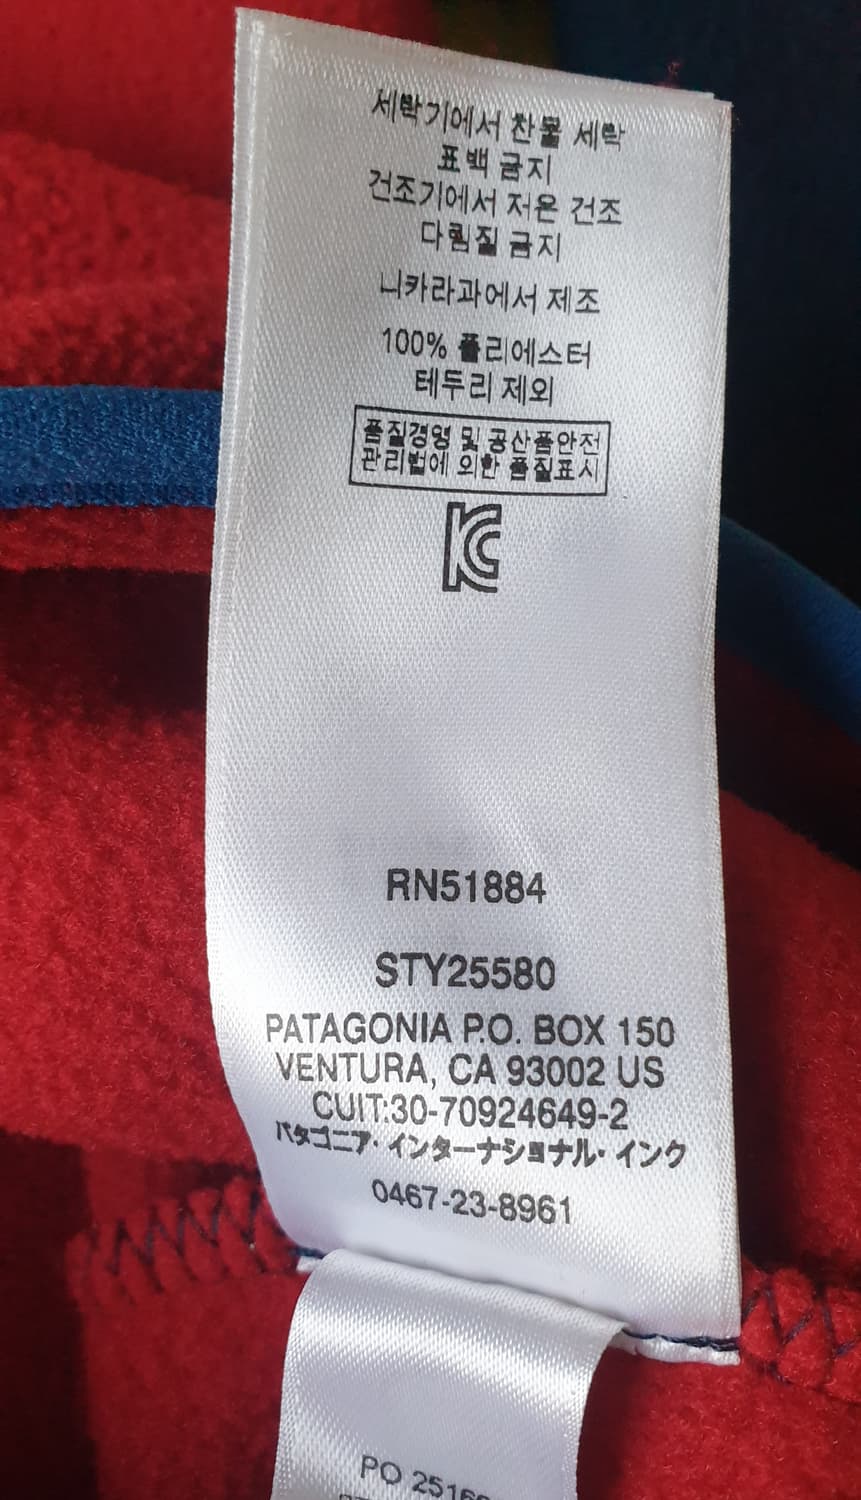 세탁기에서 찬물 세탁
표백 금지
건조기에서 저온 건조
다림질 금지
니카라과에서 제조
100% 폴리에스터
테두리 제외
품질경영 및 공산품안전
관리법에 의한 품질표시
KC
RN51884
STY25580
PATAGONIA P.O. BOX 150
VENTURA, CA 93002 US
CUIT:30-70924649-2
パタゴニア・インターナショナル・インク
0467-23-8961
PO